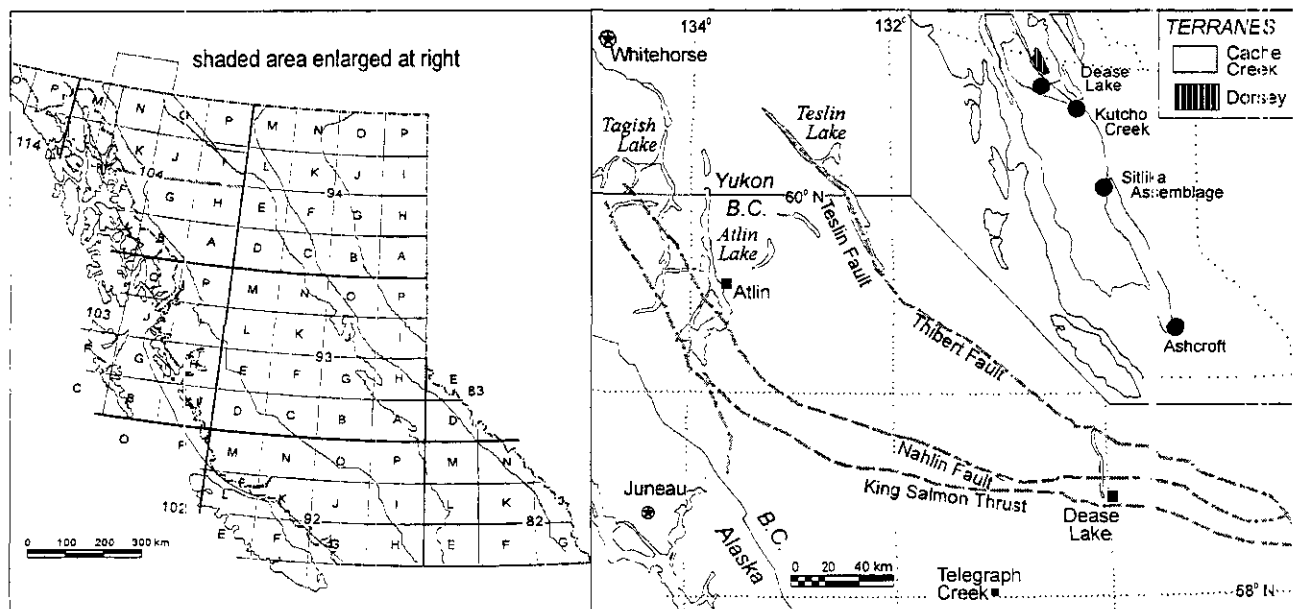 shaded area enlarged at right
O P M N O P M N O P
114 K J I L K J I
104 94
F G H E F G H
B A D C B A
O P M N O P
103 J L K J I
93
F G E F G H E 83
C B D C B A D
O P M N O P M N
102 L K J I L K
92 82
E F G H E F G
0 100 200 300 km
134° 132°
Whitehorse
Tagish
Lake
Teslin
Lake
Yukon
60° N
B.C.
Atlin
Lake
Atlin
Teslin Fault
Thibert Fault
Nahlin Fault
King Salmon Thrust
Juneau
B.C.
Alaska
Dease
Lake
0 20 40 km
Telegraph
Creek
58° N
TERRANES
Cache
Creek
Dorsey
Dease
Lake
Kutcho
Creek
Sitlika
Assemblage
Ashcroft